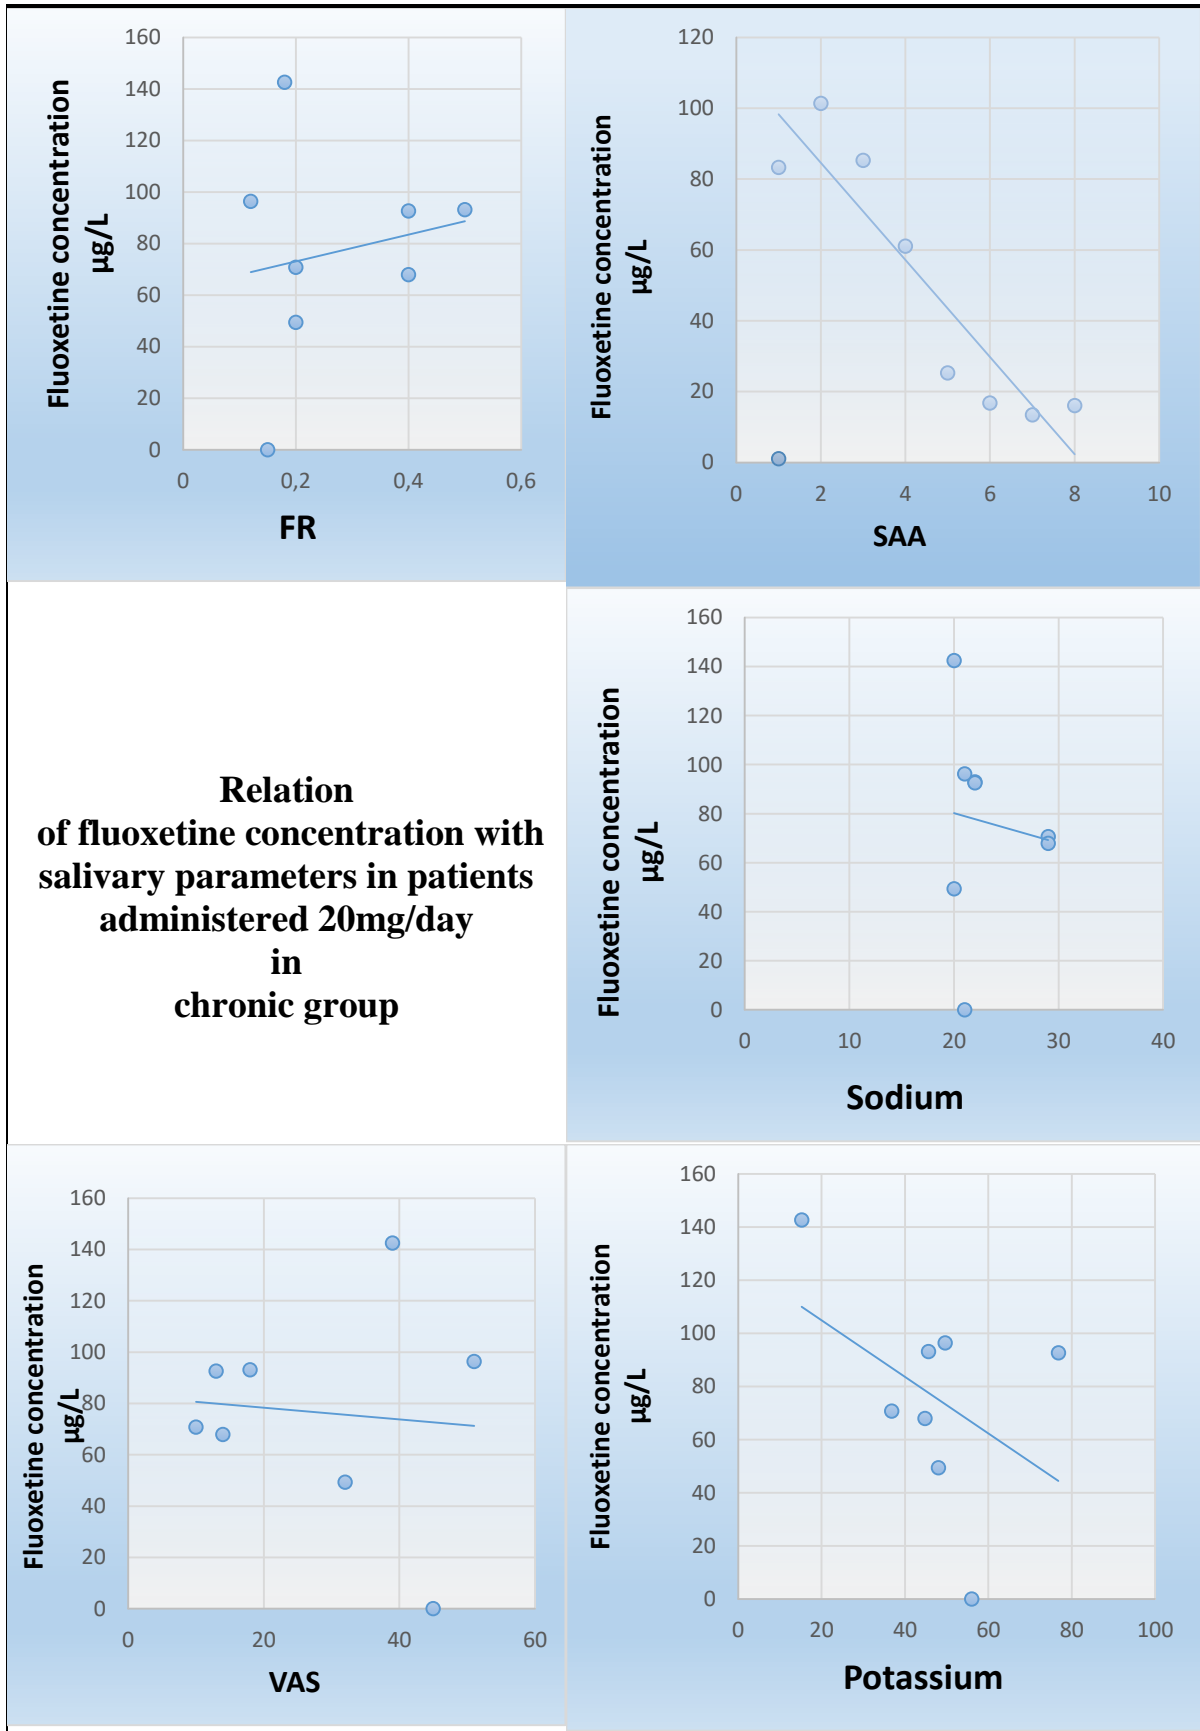 Fluoxetine concentration
µg/L
160
140
120
100
80
60
40
20
0
0 0,2 0,4 0,6
FR
Fluoxetine concentration
µg/L
120
100
80
60
40
20
0
0 2 4 6 8 10
SAA
Relation
of fluoxetine concentration with
salivary parameters in patients
administered 20mg/day
in
chronic group
Fluoxetine concentration
µg/L
160
140
120
100
80
60
40
20
0
0 10 20 30 40
Sodium
Fluoxetine concentration
µg/L
160
140
120
100
80
60
40
20
0
0 20 40 60
VAS
Fluoxetine concentration
µg/L
160
140
120
100
80
60
40
20
0
0 20 40 60 80 100
Potassium